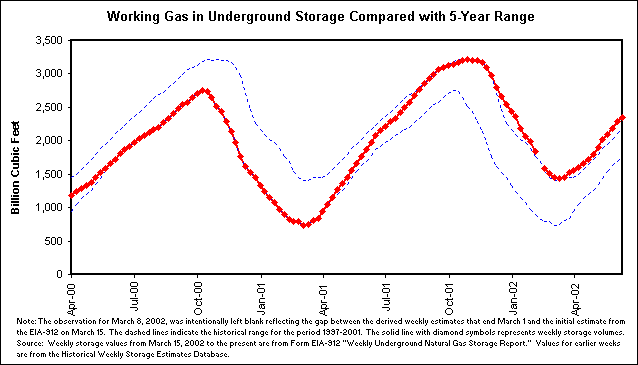 Working Gas in Underground Storage Compared with 5-Year Range
Billion Cubic Feet
3,500
3,000
2,500
2,000
1,500
1,000
500
0
Apr-00
Jul-00
Oct-00
Jan-01
Apr-01
Jul-01
Oct-01
Jan-02
Apr-02
Note: The observation for March 8, 2002, was intentionally left blank reflecting the gap between the derived weekly estimates that end March 1 and the initial estimate from
the EIA-912 on March 15. The dashed lines indicate the historical range for the period 1997-2001. The solid line with diamond symbols represents weekly storage volumes.
Source: Weekly storage values from March 15, 2002 to the present are from Form EIA-912 "Weekly Underground Natural Gas Storage Report." Values for earlier weeks
are from the Historical Weekly Storage Estimates Database.